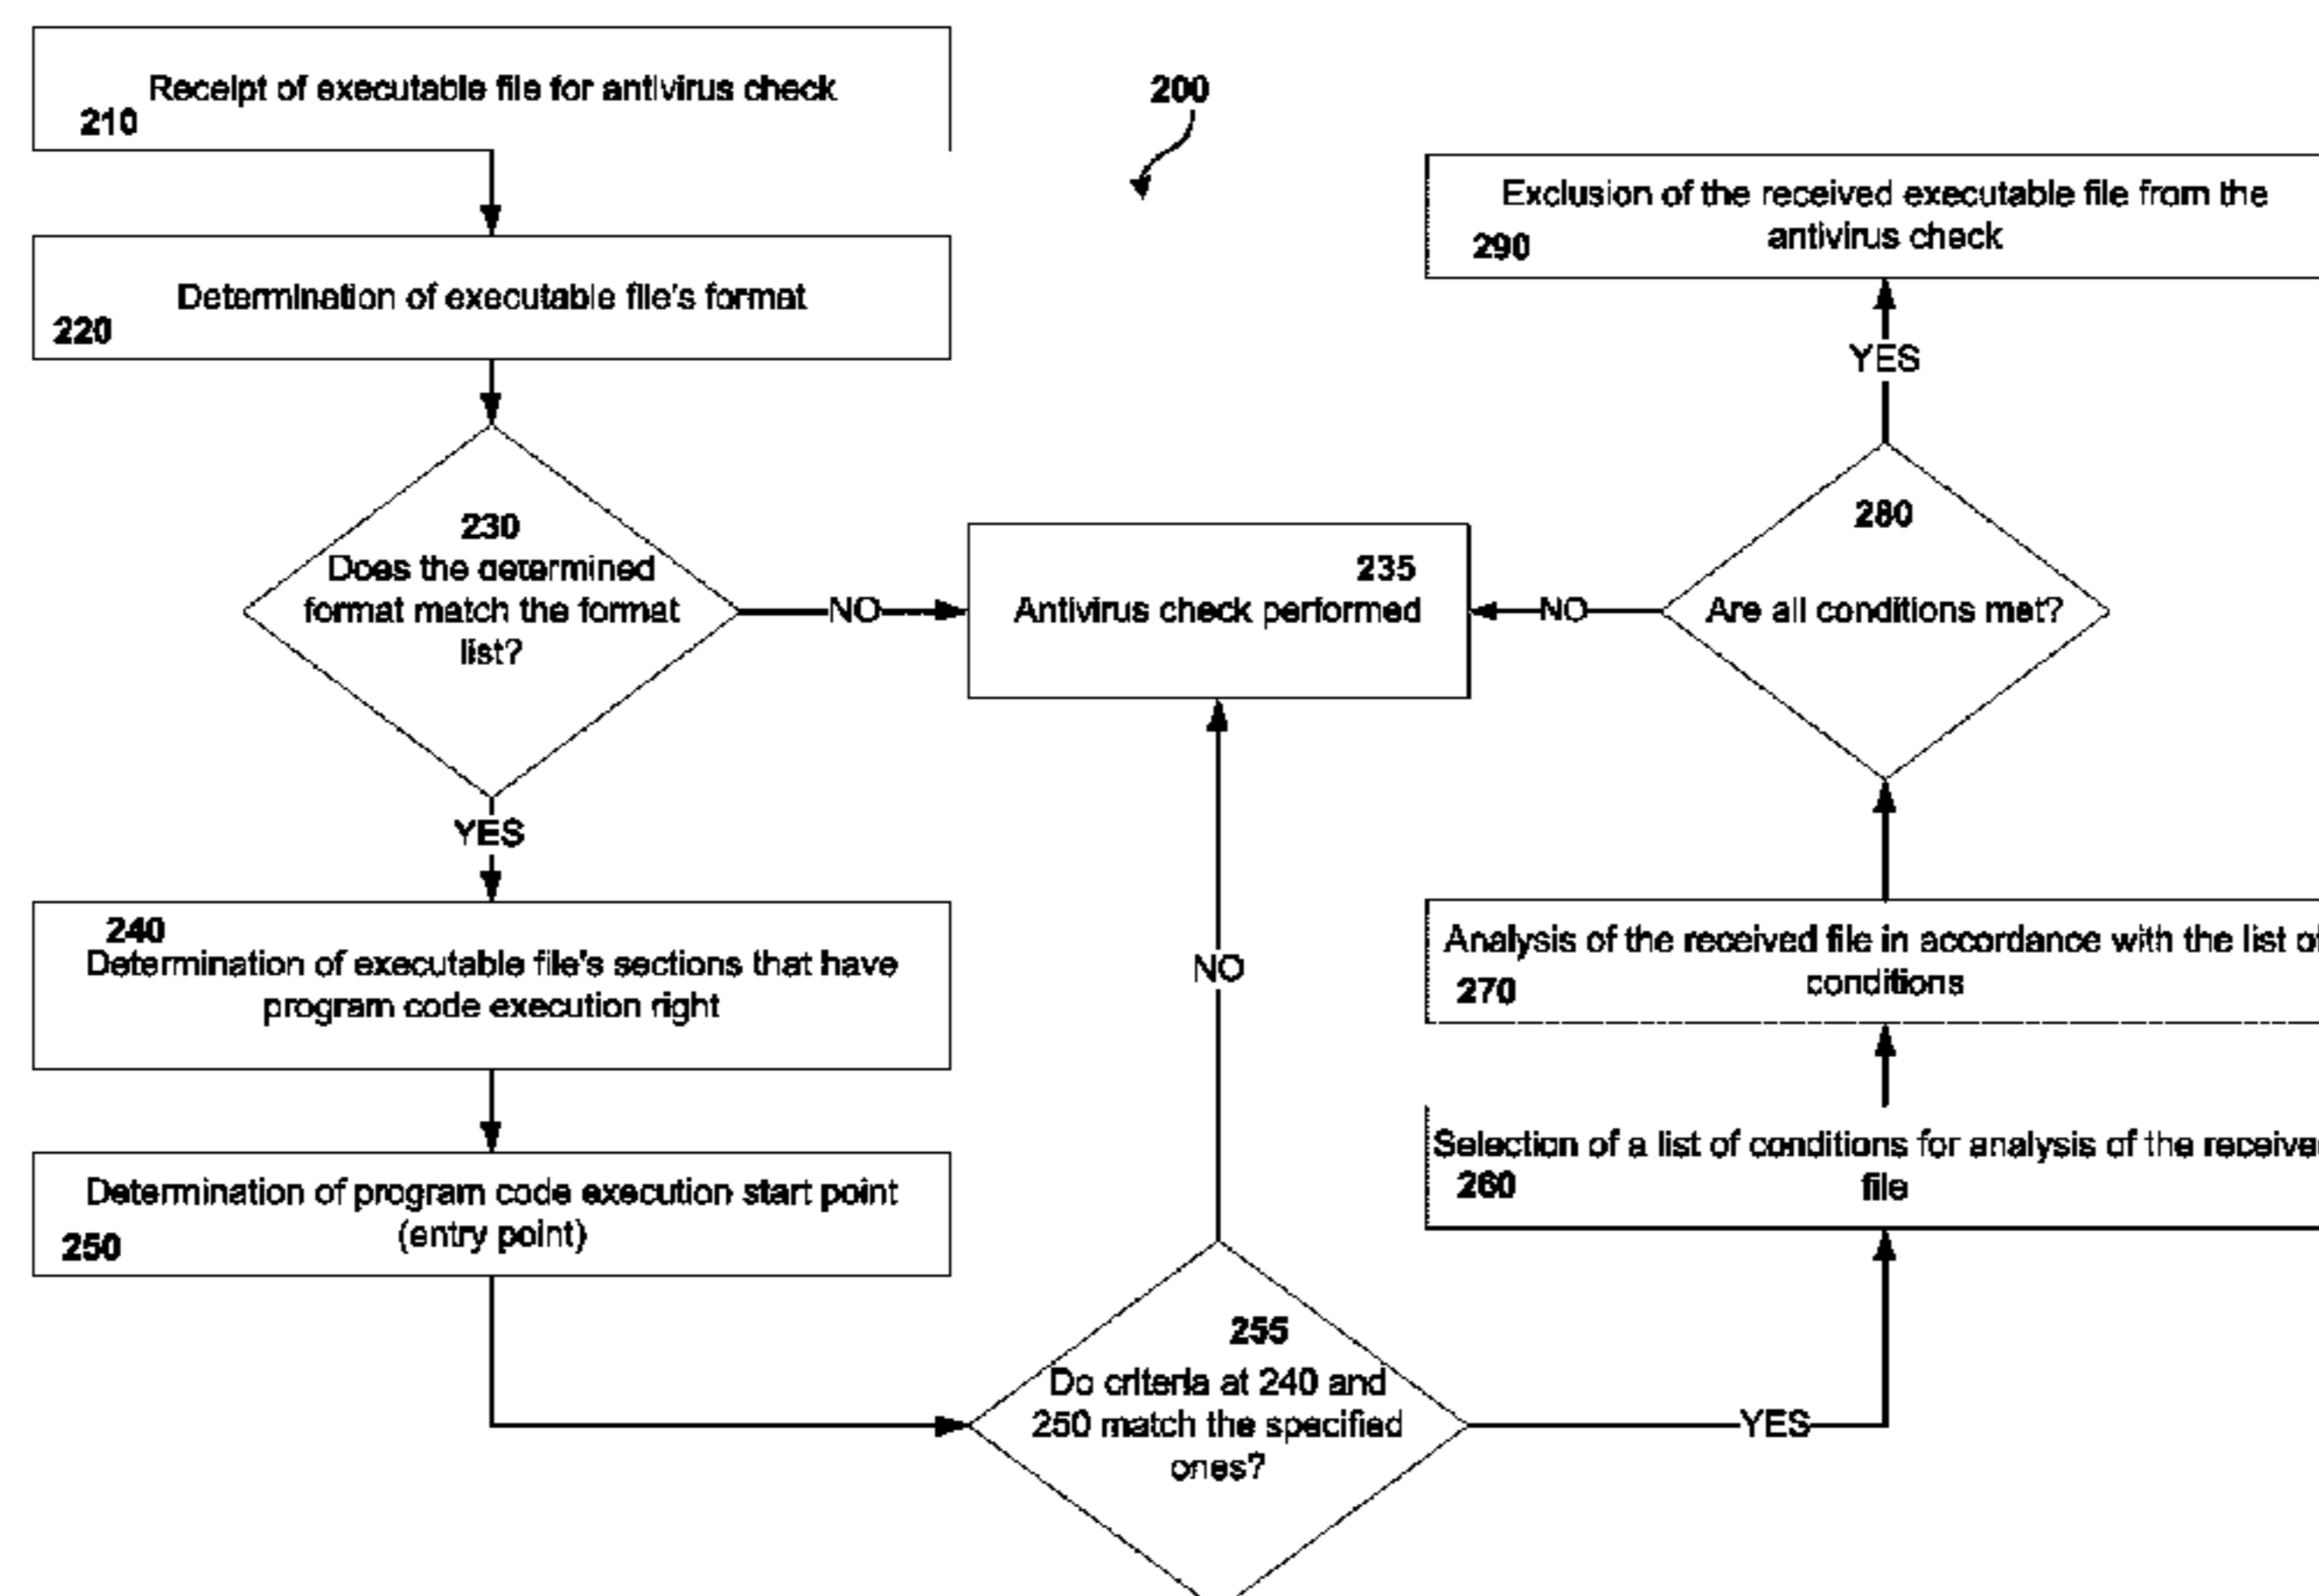 Receipt of executable file for antivirus check
210
Determination of executable file's format
220
230
Does the determined
format match the format
list?
NO
YES
240
Determination of executable file's sections that have
program code execution right
Determination of program code execution start point
(entry point)
250
200
235
Antivirus check performed
NO
255
Do criteria at 240 and
250 match the specified
ones?
YES
Selection of a list of conditions for analysis of the receive
260
file
Analysis of the received file in accordance with the list of
conditions
270
280
Are all conditions met?
NO
YES
Exclusion of the received executable file from the
antivirus check
290